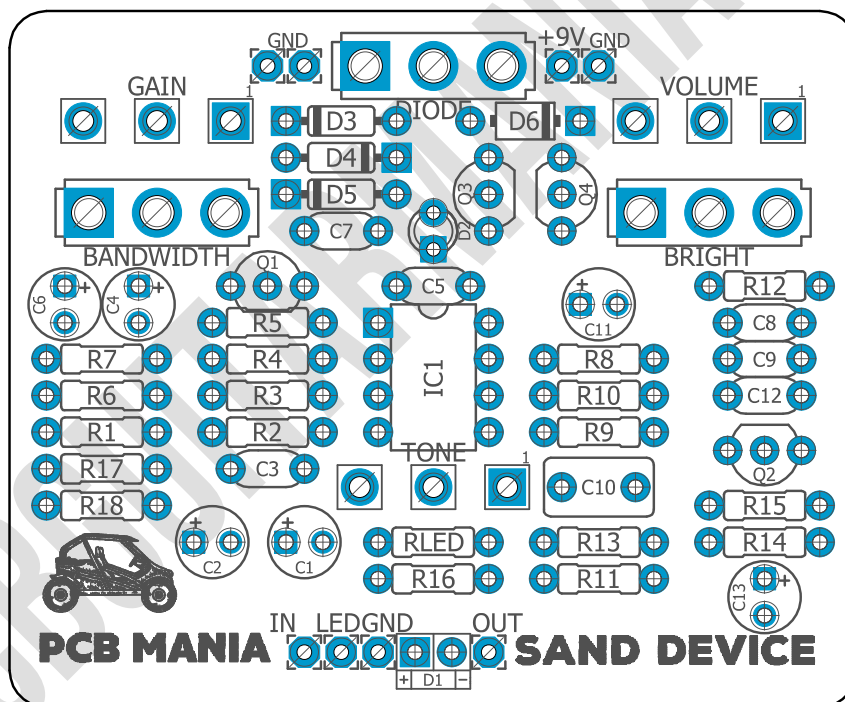 GND +9V GND
GAIN 1 DIODE VOLUME 1
D3 D6
D4
D5 Q3 Q4
C7 D2
BANDWIDTH BRIGHT
Q1
C6 + C4 + C5 + C11 R12
R5 C8
R7 R4 IC1 R8 C9
R6 R3 R10 C12
R1 R2 R9
TONE 1
R17 C3 Q2
C10
R18 R15
+ C2 + C1 RLED R13 R14
R16 R11 C13 +
IN LED GND OUT
PCB MANIA SAND DEVICE
+ D1 −